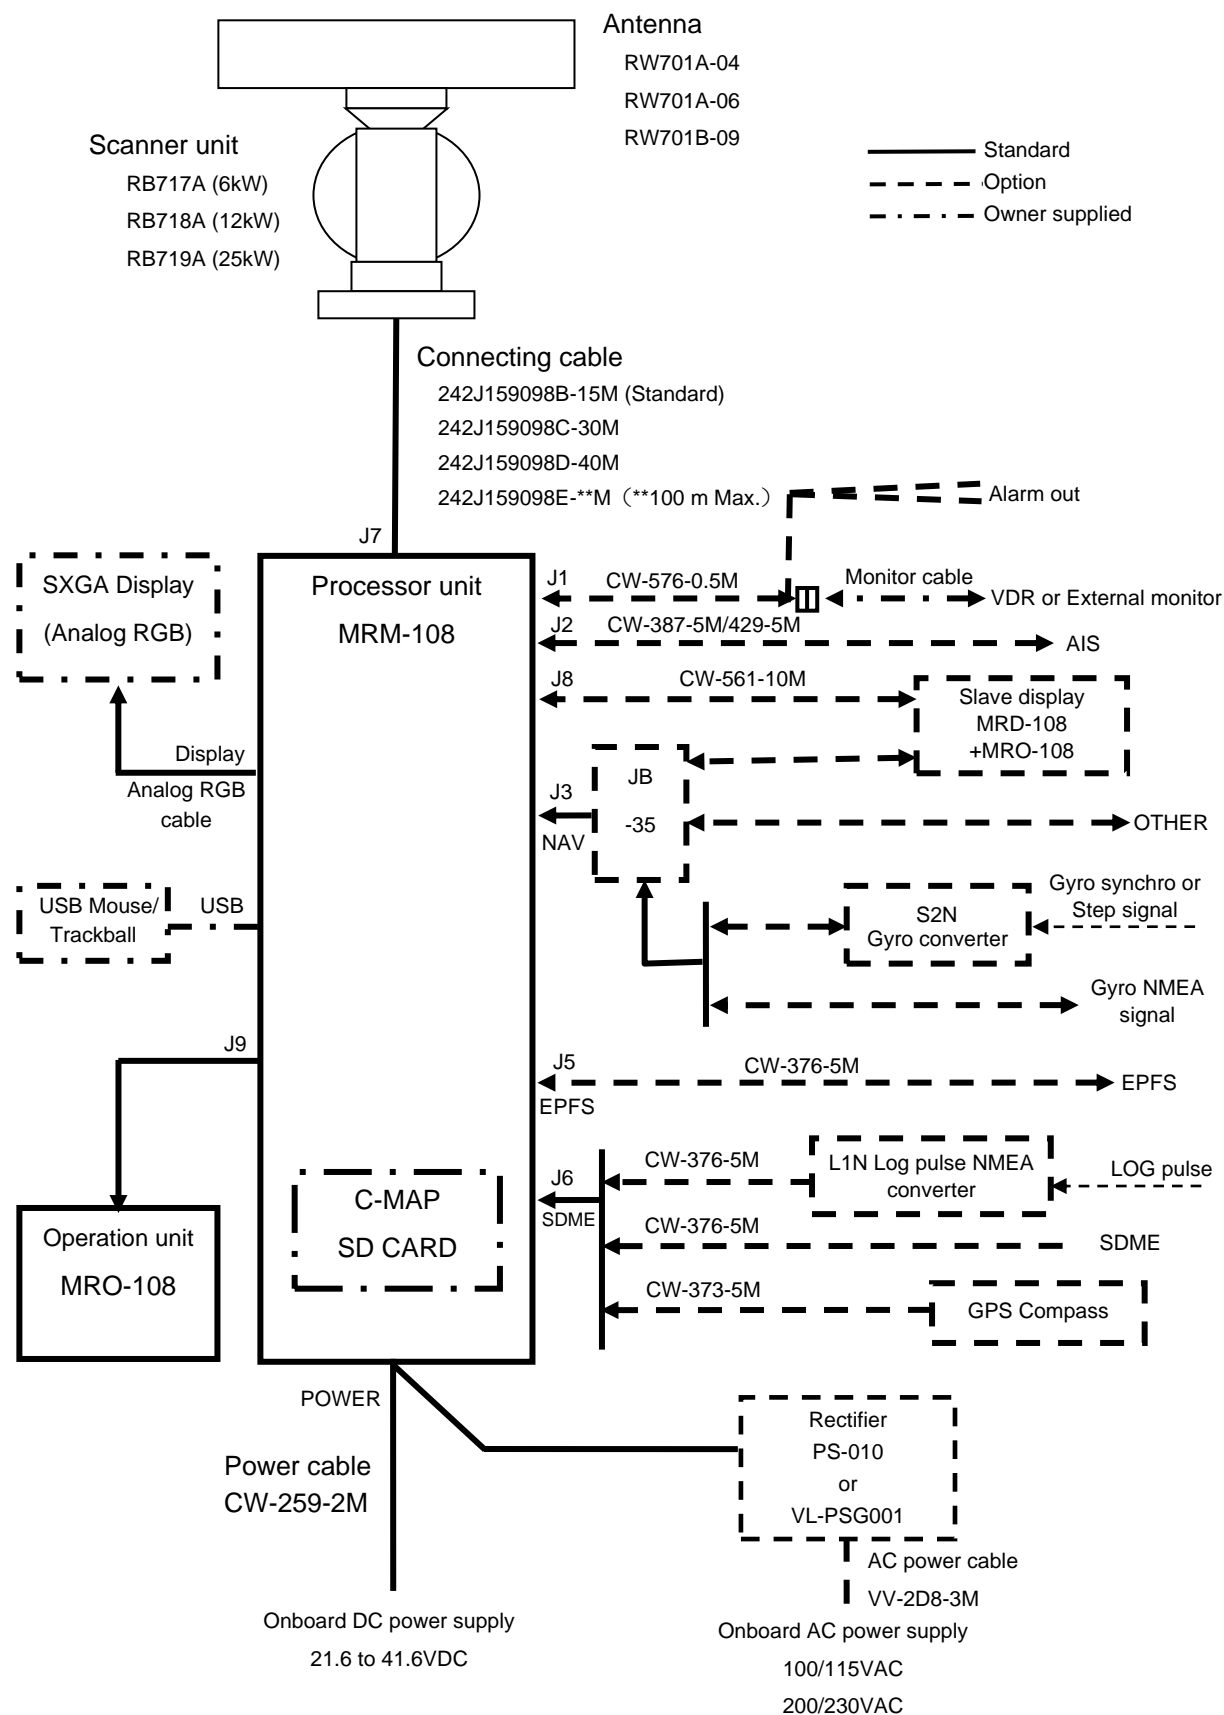 Antenna
RW701A-04
RW701A-06
RW701B-09
Scanner unit
RB717A (6kW)
RB718A (12kW)
RB719A (25kW)
Standard
Option
Owner supplied
Connecting cable
242J159098B-15M (Standard)
242J159098C-30M
242J159098D-40M
242J159098E-**M（**100 m Max.）
Alarm out
J7
SXGA Display
(Analog RGB)
Processor unit
MRM-108
J1
CW-576-0.5M
Monitor cable
VDR or External monitor
J2
CW-387-5M/429-5M
AIS
J8
CW-561-10M
Slave display
MRD-108
+MRO-108
Display
Analog RGB
cable
J3
NAV
JB
-35
OTHER
USB Mouse/
Trackball
USB
S2N
Gyro converter
Gyro synchro or
Step signal
Gyro NMEA
signal
J9
J5
EPFS
CW-376-5M
EPFS
Operation unit
MRO-108
C-MAP
SD CARD
J6
SDME
CW-376-5M
L1N Log pulse NMEA
converter
LOG pulse
CW-376-5M
SDME
CW-373-5M
GPS Compass
POWER
Power cable
CW-259-2M
Rectifier
PS-010
or
VL-PSG001
AC power cable
VV-2D8-3M
Onboard DC power supply
21.6 to 41.6VDC
Onboard AC power supply
100/115VAC
200/230VAC